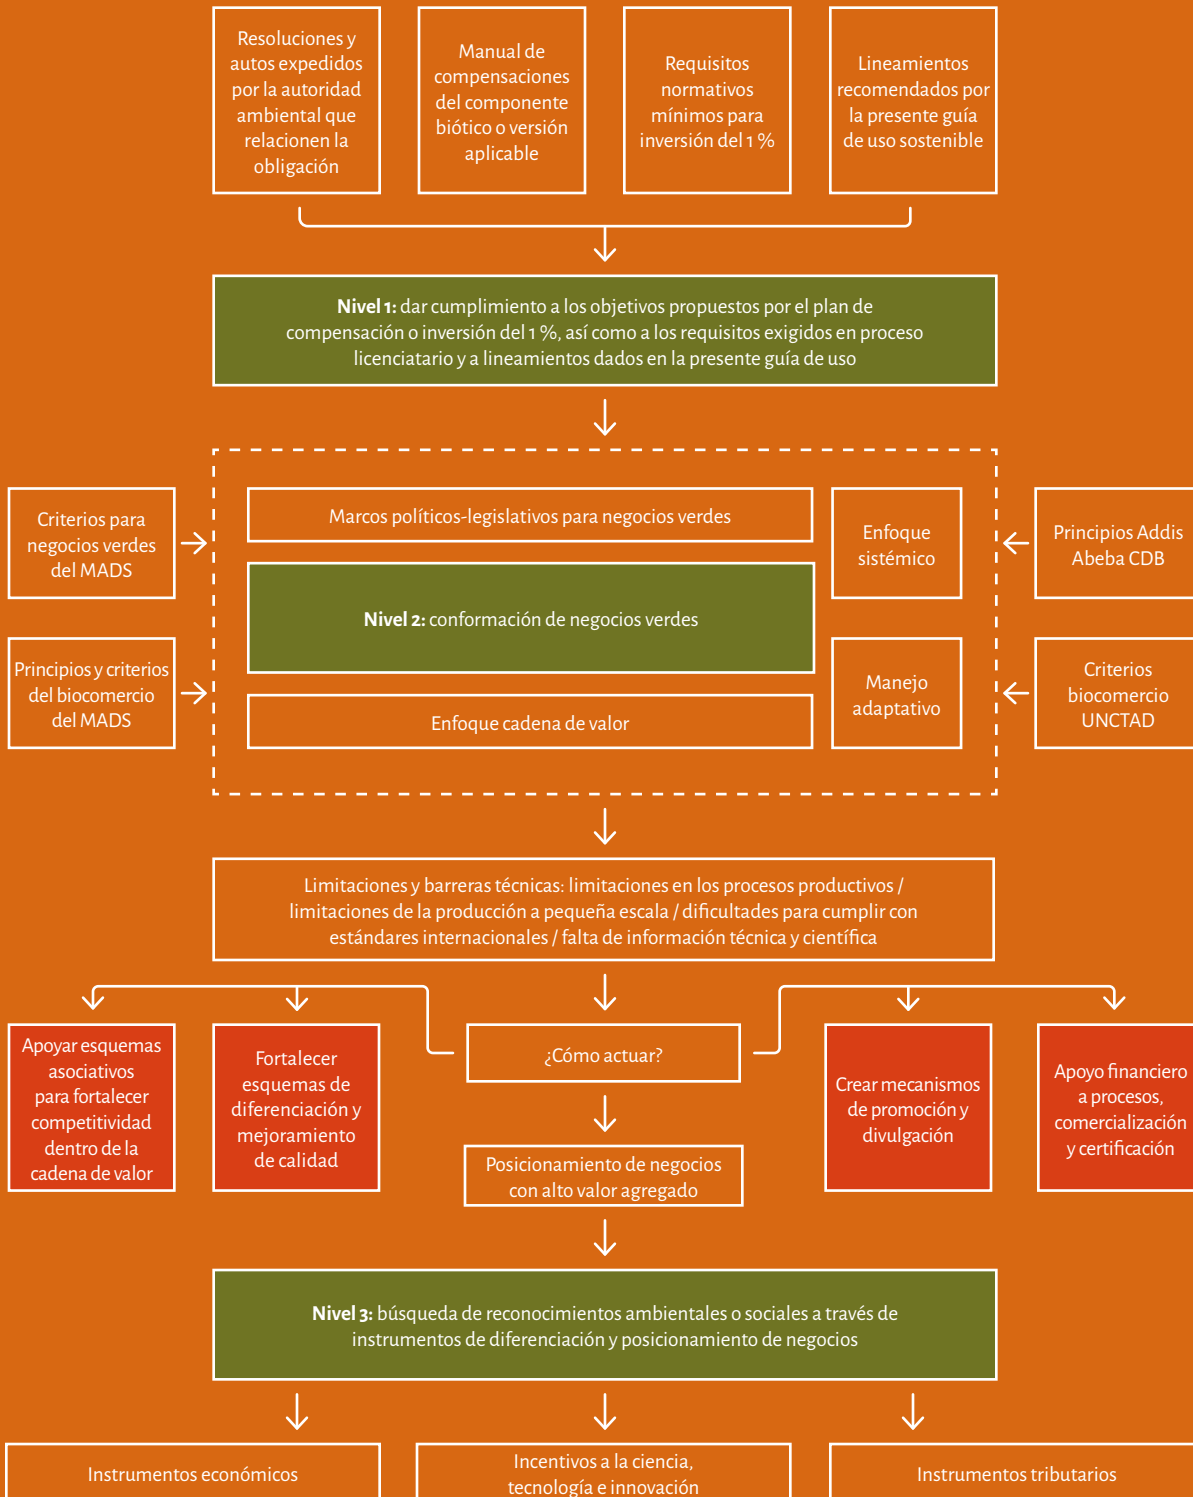 Resoluciones y
autos expedidos
por la autoridad
ambiental que
relacionen la
obligación
Manual de
compensaciones
del componente
biótico o versión
aplicable
Requisitos
normativos
mínimos para
inversión del 1 %
Lineamientos
recomendados por
la presente guía
de uso sostenible
Nivel 1: dar cumplimiento a los objetivos propuestos por el plan de
compensación o inversión del 1 %, así como a los requisitos exigidos en proceso
licenciatario y a lineamientos dados en la presente guía de uso
Criterios para
negocios verdes
del MADS
Principios y criterios
del biocomercio
del MADS
Marcos políticos-legislativos para negocios verdes
Nivel 2: conformación de negocios verdes
Enfoque cadena de valor
Enfoque
sistémico
Manejo
adaptativo
Principios Addis
Abeba CDB
Criterios
biocomercio
UNCTAD
Limitaciones y barreras técnicas: limitaciones en los procesos productivos /
limitaciones de la producción a pequeña escala / dificultades para cumplir con
estándares internacionales / falta de información técnica y científica
Apoyar esquemas
asociativos
para fortalecer
competitividad
dentro de la
cadena de valor
Fortalecer
esquemas de
diferenciación y
mejoramiento
de calidad
¿Cómo actuar?
Posicionamiento de negocios
con alto valor agregado
Crear mecanismos
de promoción y
divulgación
Apoyo financiero
a procesos,
comercialización
y certificación
Nivel 3: búsqueda de reconocimientos ambientales o sociales a través de
instrumentos de diferenciación y posicionamiento de negocios
Instrumentos económicos
Incentivos a la ciencia,
tecnología e innovación
Instrumentos tributarios